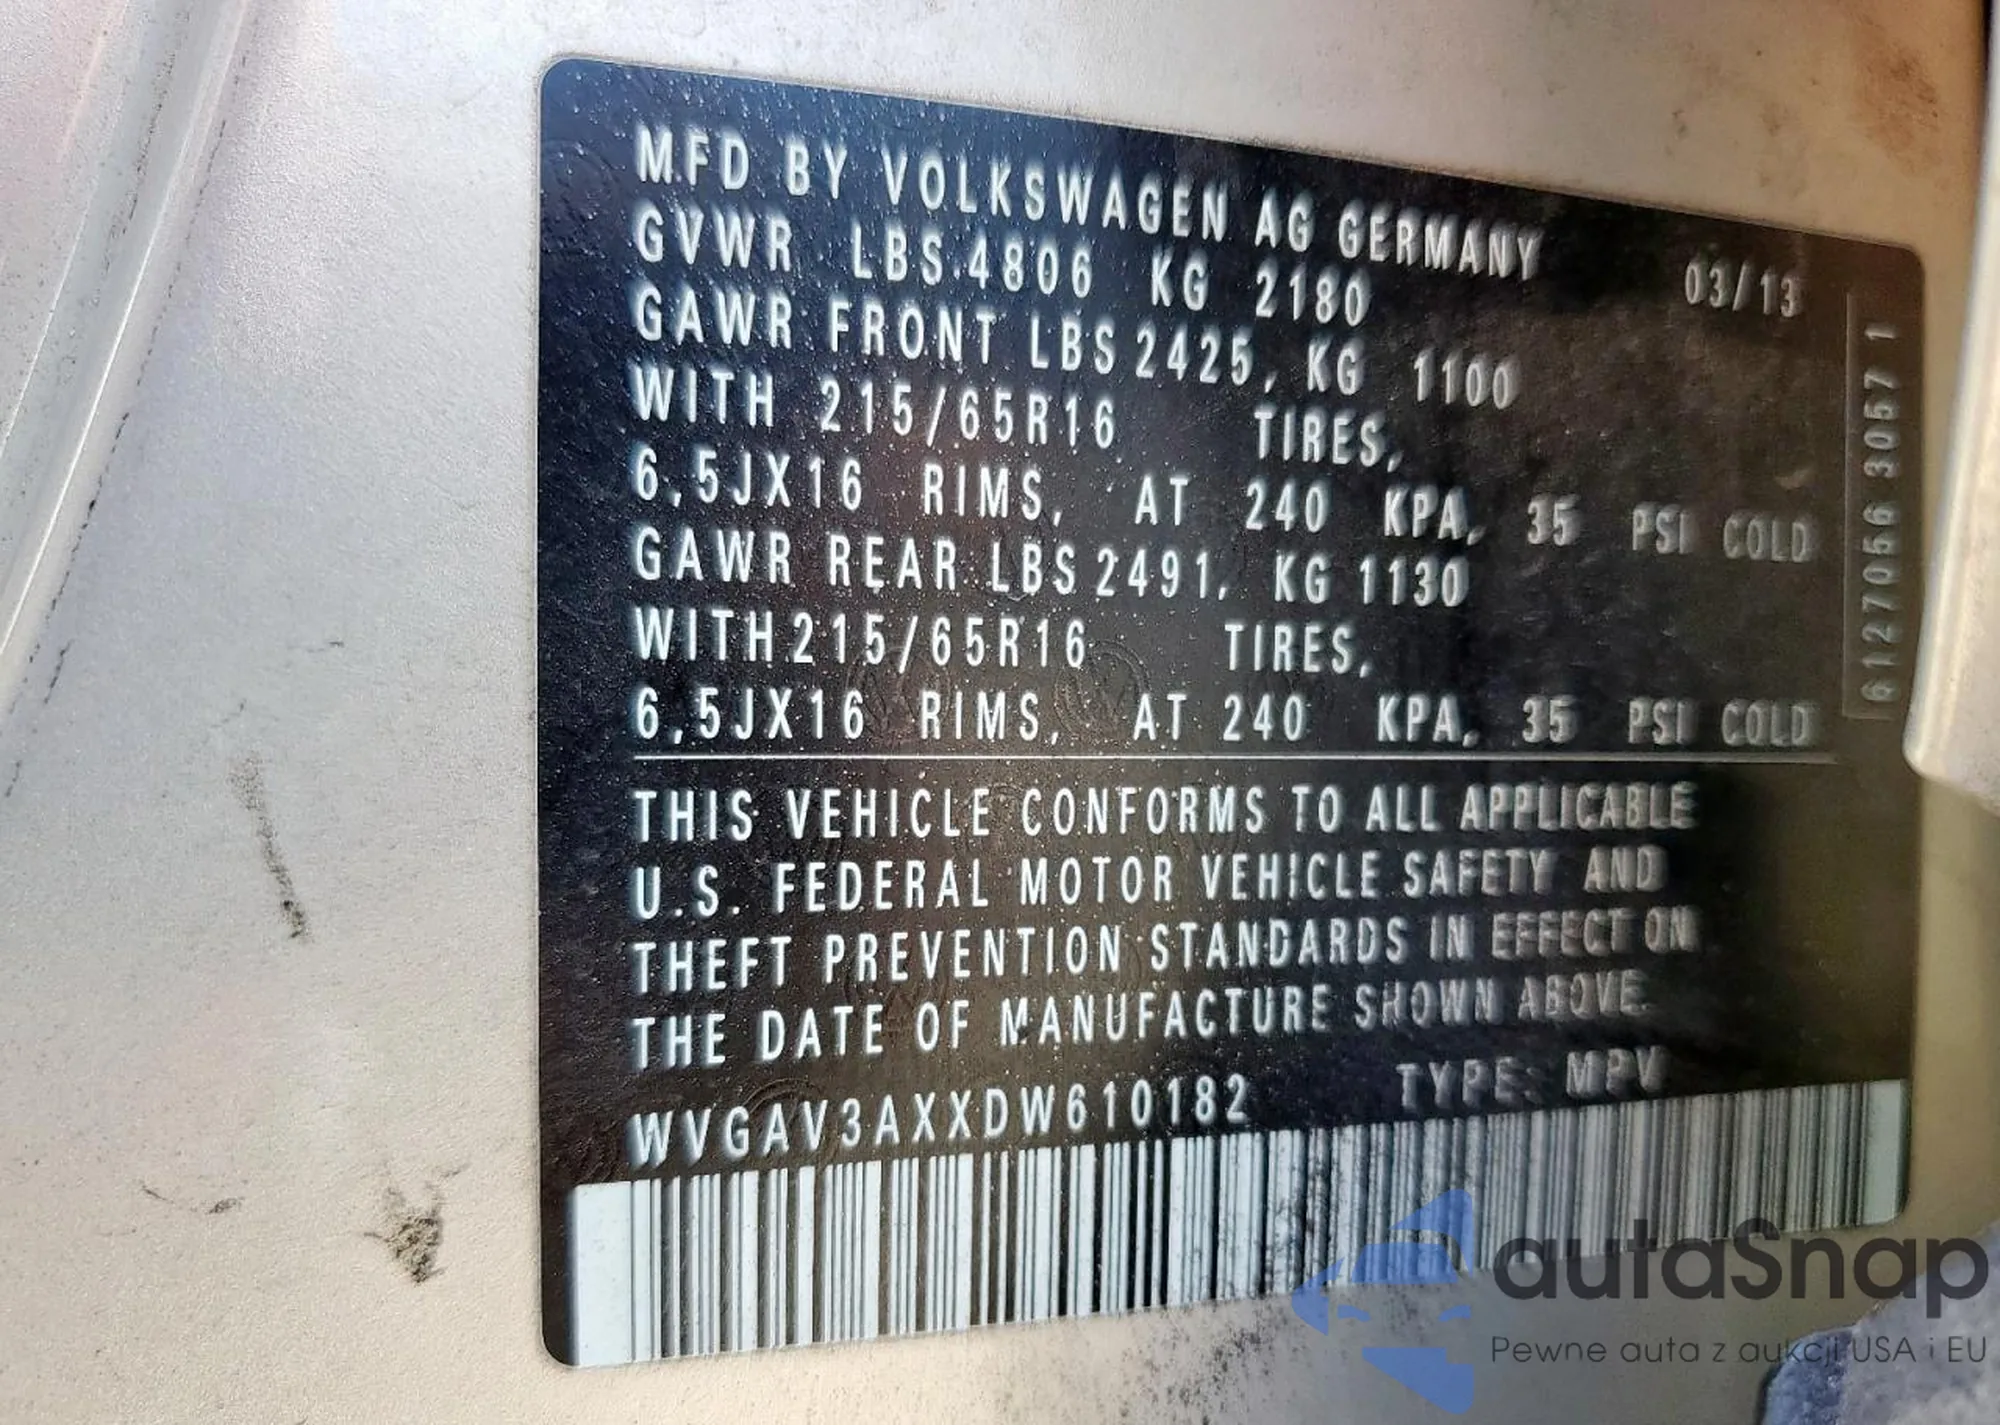 MFD BY VOLKSWAGEN AG GERMANY 03/13
GVWR LBS 4806 KG 2180
GAWR FRONT LBS 2425, KG 1100
WITH 215/65R16 TIRES,
6,5JX16 RIMS, AT 240 KPA, 35 PSI COLD
GAWR REAR LBS 2491, KG 1130
WITH 215/65R16 TIRES,
6,5JX16 RIMS, AT 240 KPA, 35 PSI COLD
THIS VEHICLE CONFORMS TO ALL APPLICABLE
U.S. FEDERAL MOTOR VEHICLE SAFETY AND
THEFT PREVENTION STANDARDS IN EFFECT ON
THE DATE OF MANUFACTURE SHOWN ABOVE.
WVGAV3AXXDW610182 TYPE: MPV
6127056 3057 1
autaSnap
Pewne auta z aukcji USA i EU